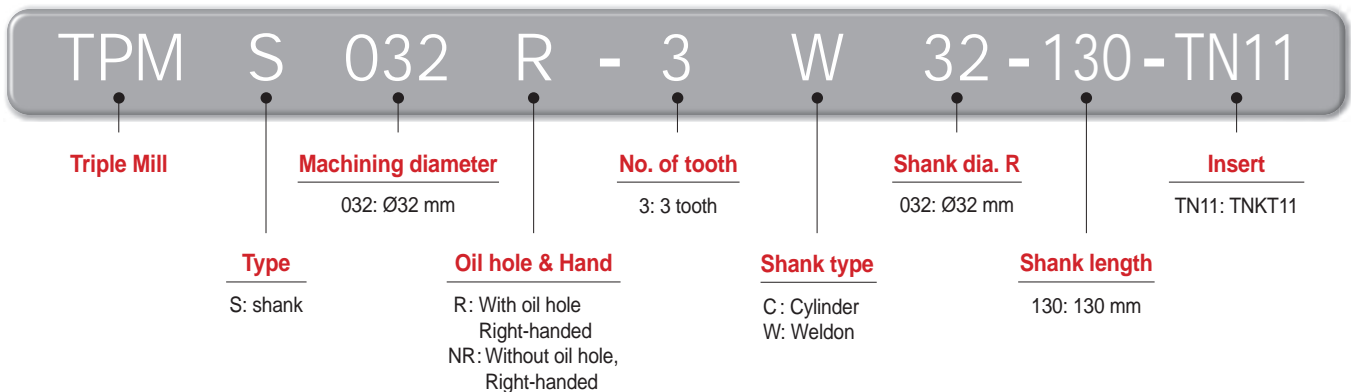 TPM S 032 R - 3 W 32 - 130 - TN11
Triple Mill
Machining diameter
032: Ø32 mm
No. of tooth
3: 3 tooth
Shank dia. R
032: Ø32 mm
Insert
TN11: TNKT11
Type
S: shank
Oil hole & Hand
R: With oil hole
Right-handed
NR: Without oil hole,
Right-handed
Shank type
C: Cylinder
W: Weldon
Shank length
130: 130 mm